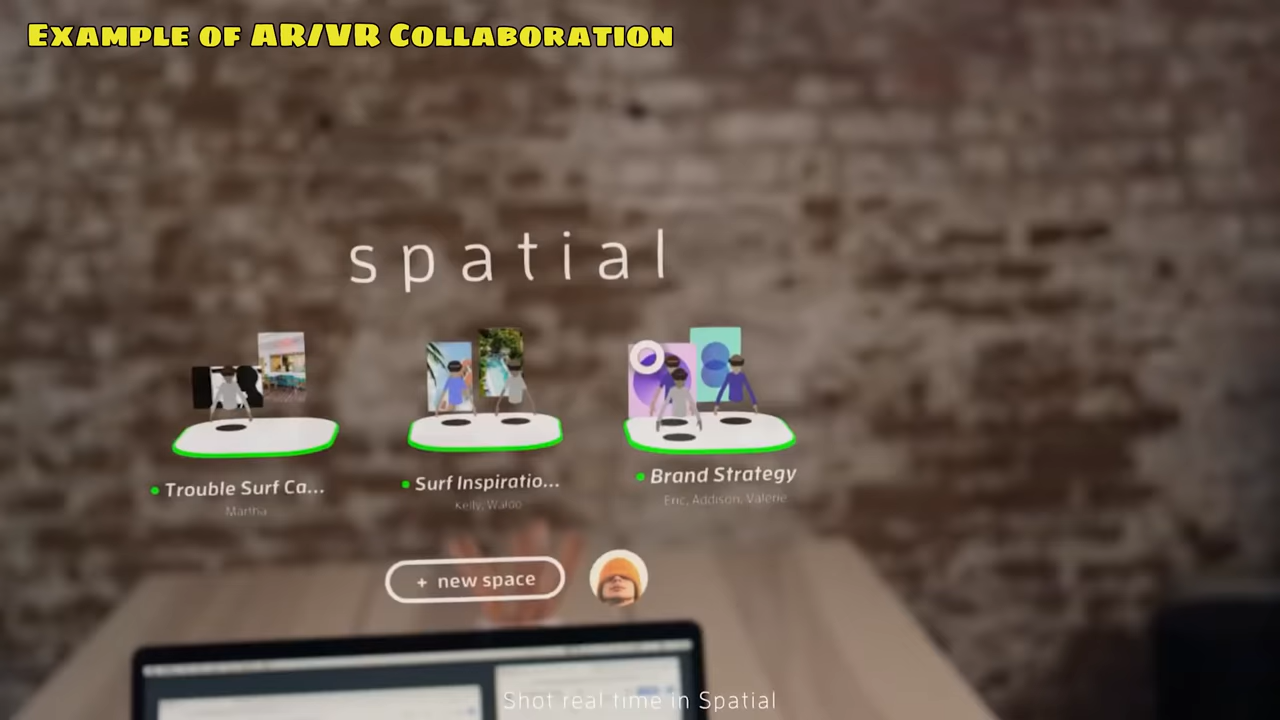 Example of AR/VR Collaboration
spatial
Trouble Surf Ca...
Martha
Surf Inspiratio...
Kelly, Waldo
Brand Strategy
Eric, Addison, Valerie
+ new space
Shot real time in Spatial